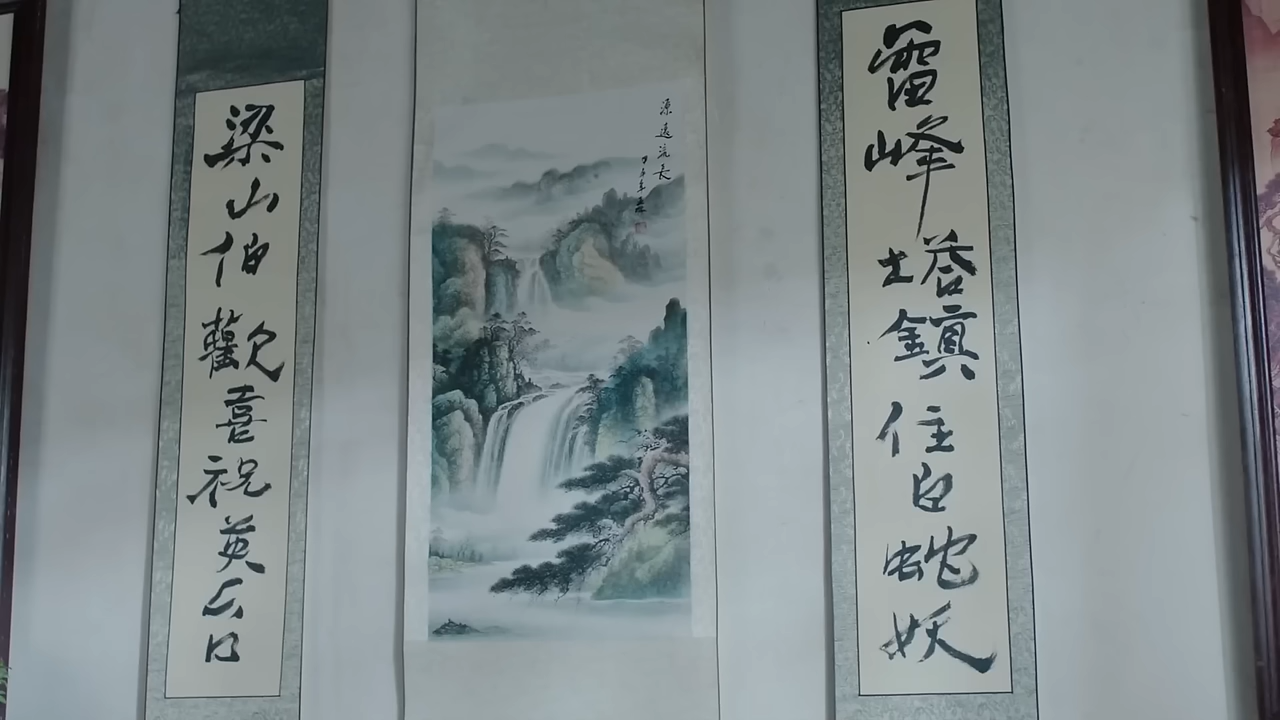 雷峰塔鎮住白蛇妖
源遠流長
梁山伯歡喜祝英台